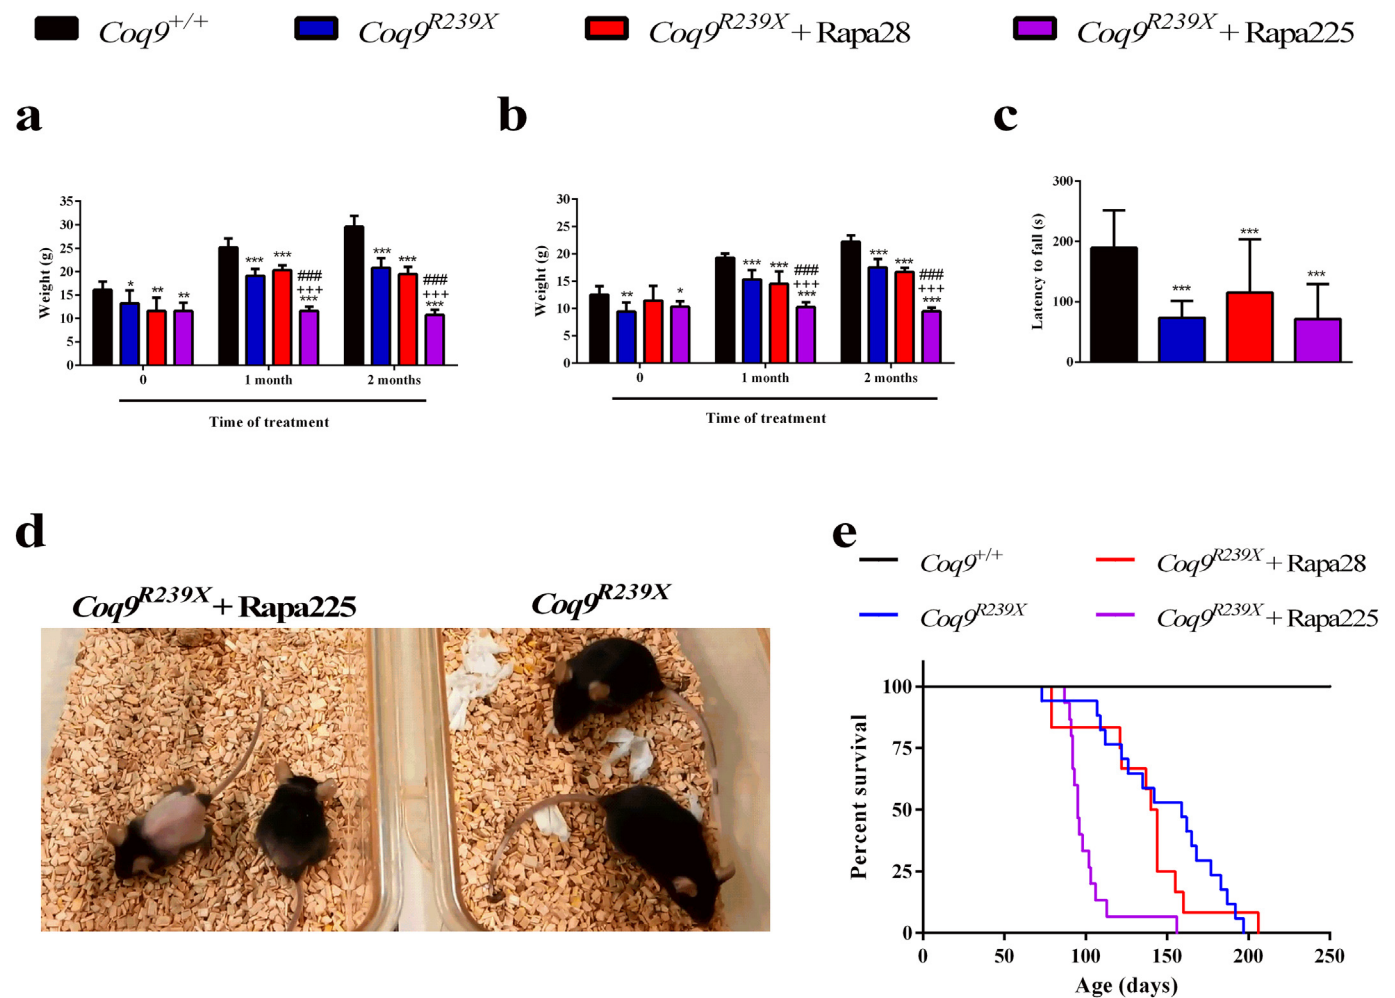 Coq9+/+ Coq9R239X Coq9R239X + Rapa28 Coq9R239X + Rapa225
a b c
Weight (g)
35
30
25
20
15
10
5
0
* ** **
*** *** ### +++ ***
*** *** ### +++ ***
0 1 month 2 months
Time of treatment
Weight (g)
30
25
20
15
10
5
0
** *
*** *** ### +++ ***
*** *** ### +++ ***
0 1 month 2 months
Time of treatment
Latency to fall (s)
300
200
100
0
*** *** ***
d
Coq9R239X + Rapa225 Coq9R239X
e
Coq9+/+ Coq9R239X + Rapa28
Coq9R239X Coq9R239X + Rapa225
Percent survival
100
75
50
25
0
0 50 100 150 200 250
Age (days)